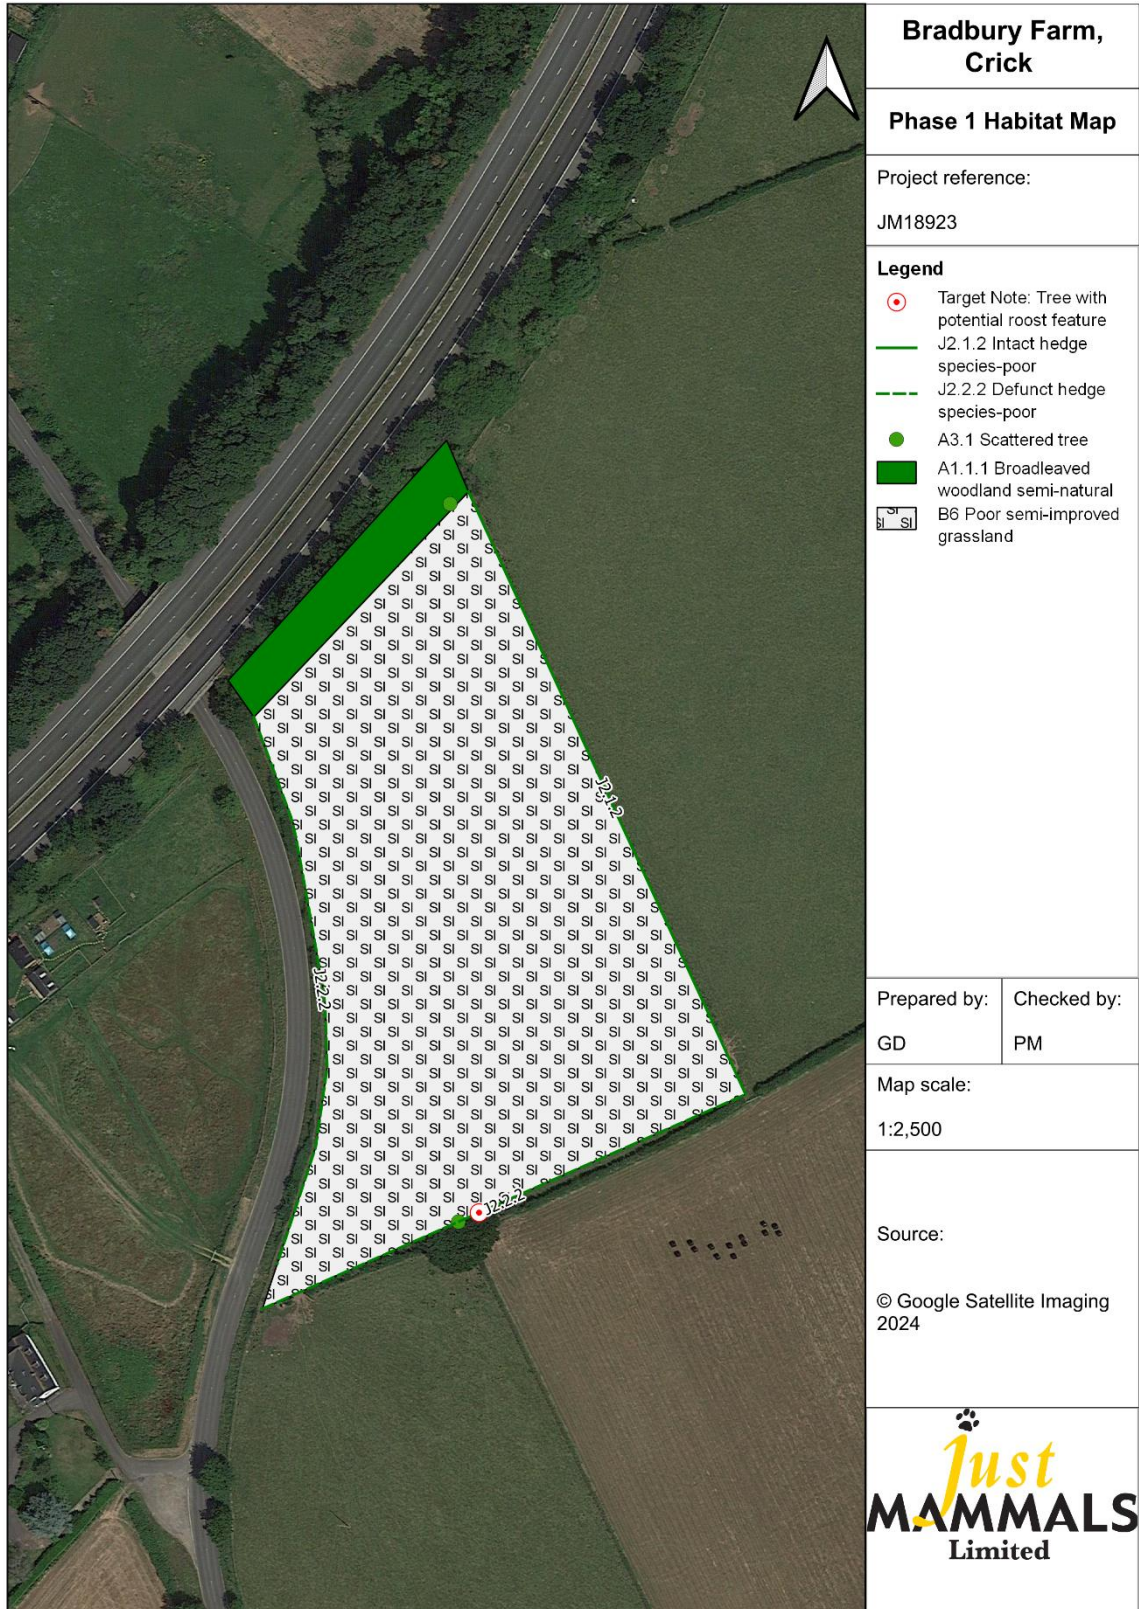 Bradbury Farm,
Crick
Phase 1 Habitat Map
Project reference:
JM18923
Legend
Target Note: Tree with
potential roost feature
J2.1.2 Intact hedge
species-poor
J2.2.2 Defunct hedge
species-poor
A3.1 Scattered tree
A1.1.1 Broadleaved
woodland semi-natural
SI
SI SI
B6 Poor semi-improved
grassland
J2.1.2
J2.2.2
J2.2.2
Prepared by:
GD
Checked by:
PM
Map scale:
1:2,500
Source:
© Google Satellite Imaging
2024
Just
MAMMALS
Limited